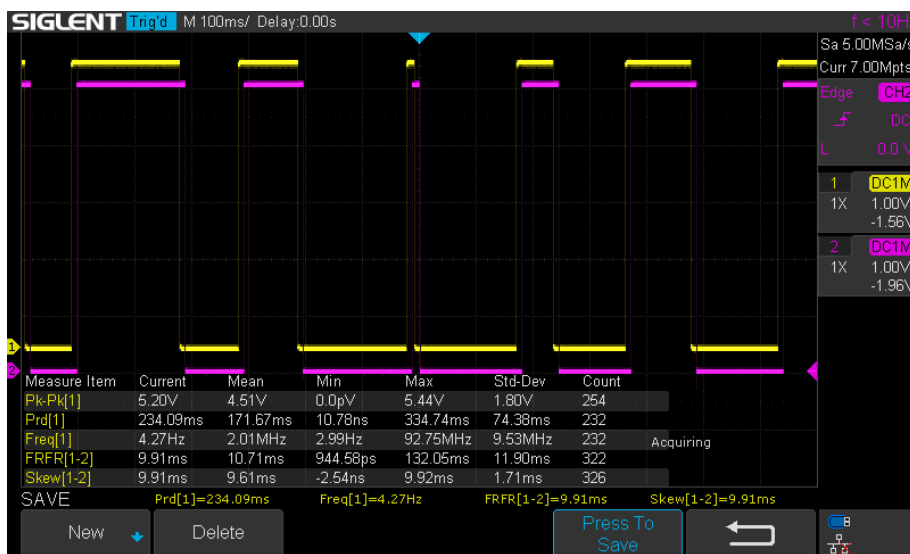 SIGLENT Trig'd M 100ms/ Delay:0.00s f < 10H
Sa 5.00MSa/s
Curr 7.00Mpts
Edge CH2
DC
L 0.0 V
1 DC1M
1X 1.00V
-1.56V
2 DC1M
1X 1.00V
-1.96V
1
2
Measure Item Current Mean Min Max Std-Dev Count
Pk-Pk[1] 5.20V 4.51V 0.0pV 5.44V 1.80V 254
Prd[1] 234.09ms 171.67ms 10.78ns 334.74ms 74.38ms 232
Freq[1] 4.27Hz 2.01MHz 2.99Hz 92.75MHz 9.53MHz 232
Acquiring
FRFR[1-2] 9.91ms 10.71ms 944.58ps 132.05ms 11.90ms 322
Skew[1-2] 9.91ms 9.61ms -2.54ns 9.92ms 1.71ms 326
SAVE Prd[1]=234.09ms Freq[1]=4.27Hz FRFR[1-2]=9.91ms Skew[1-2]=9.91ms
New Delete Press To Save